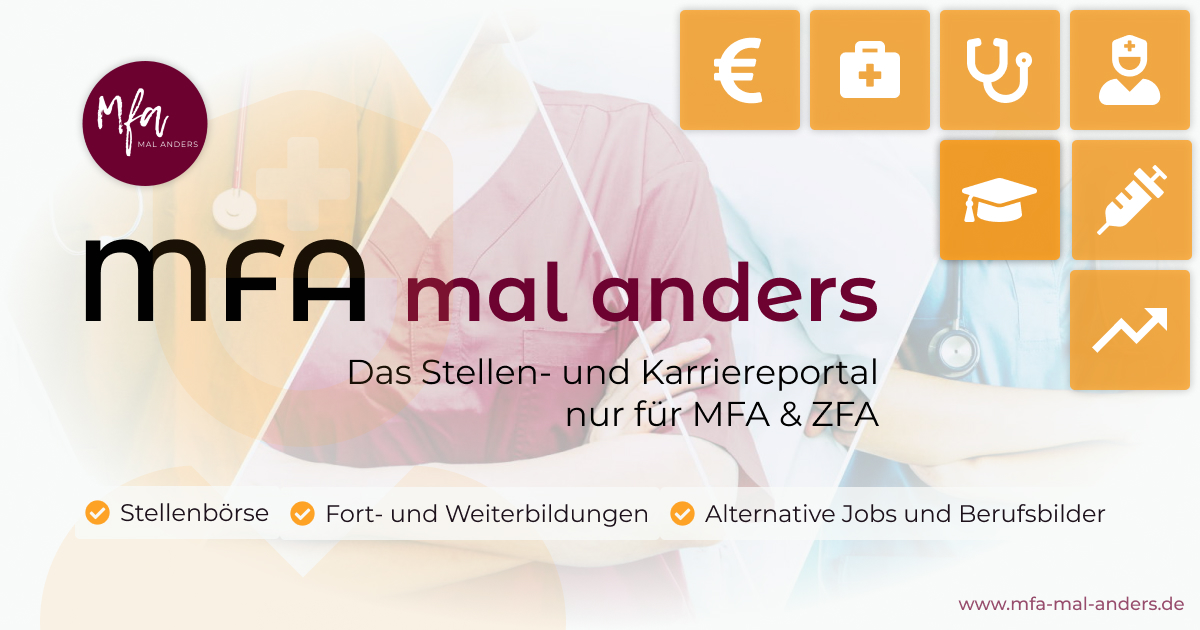 Mfa
MAL ANDERS
MFA mal anders
Das Stellen- und Karriereportal
nur für MFA & ZFA
Stellenbörse
Fort- und Weiterbildungen
Alternative Jobs und Berufsbilder
www.mfa-mal-anders.de